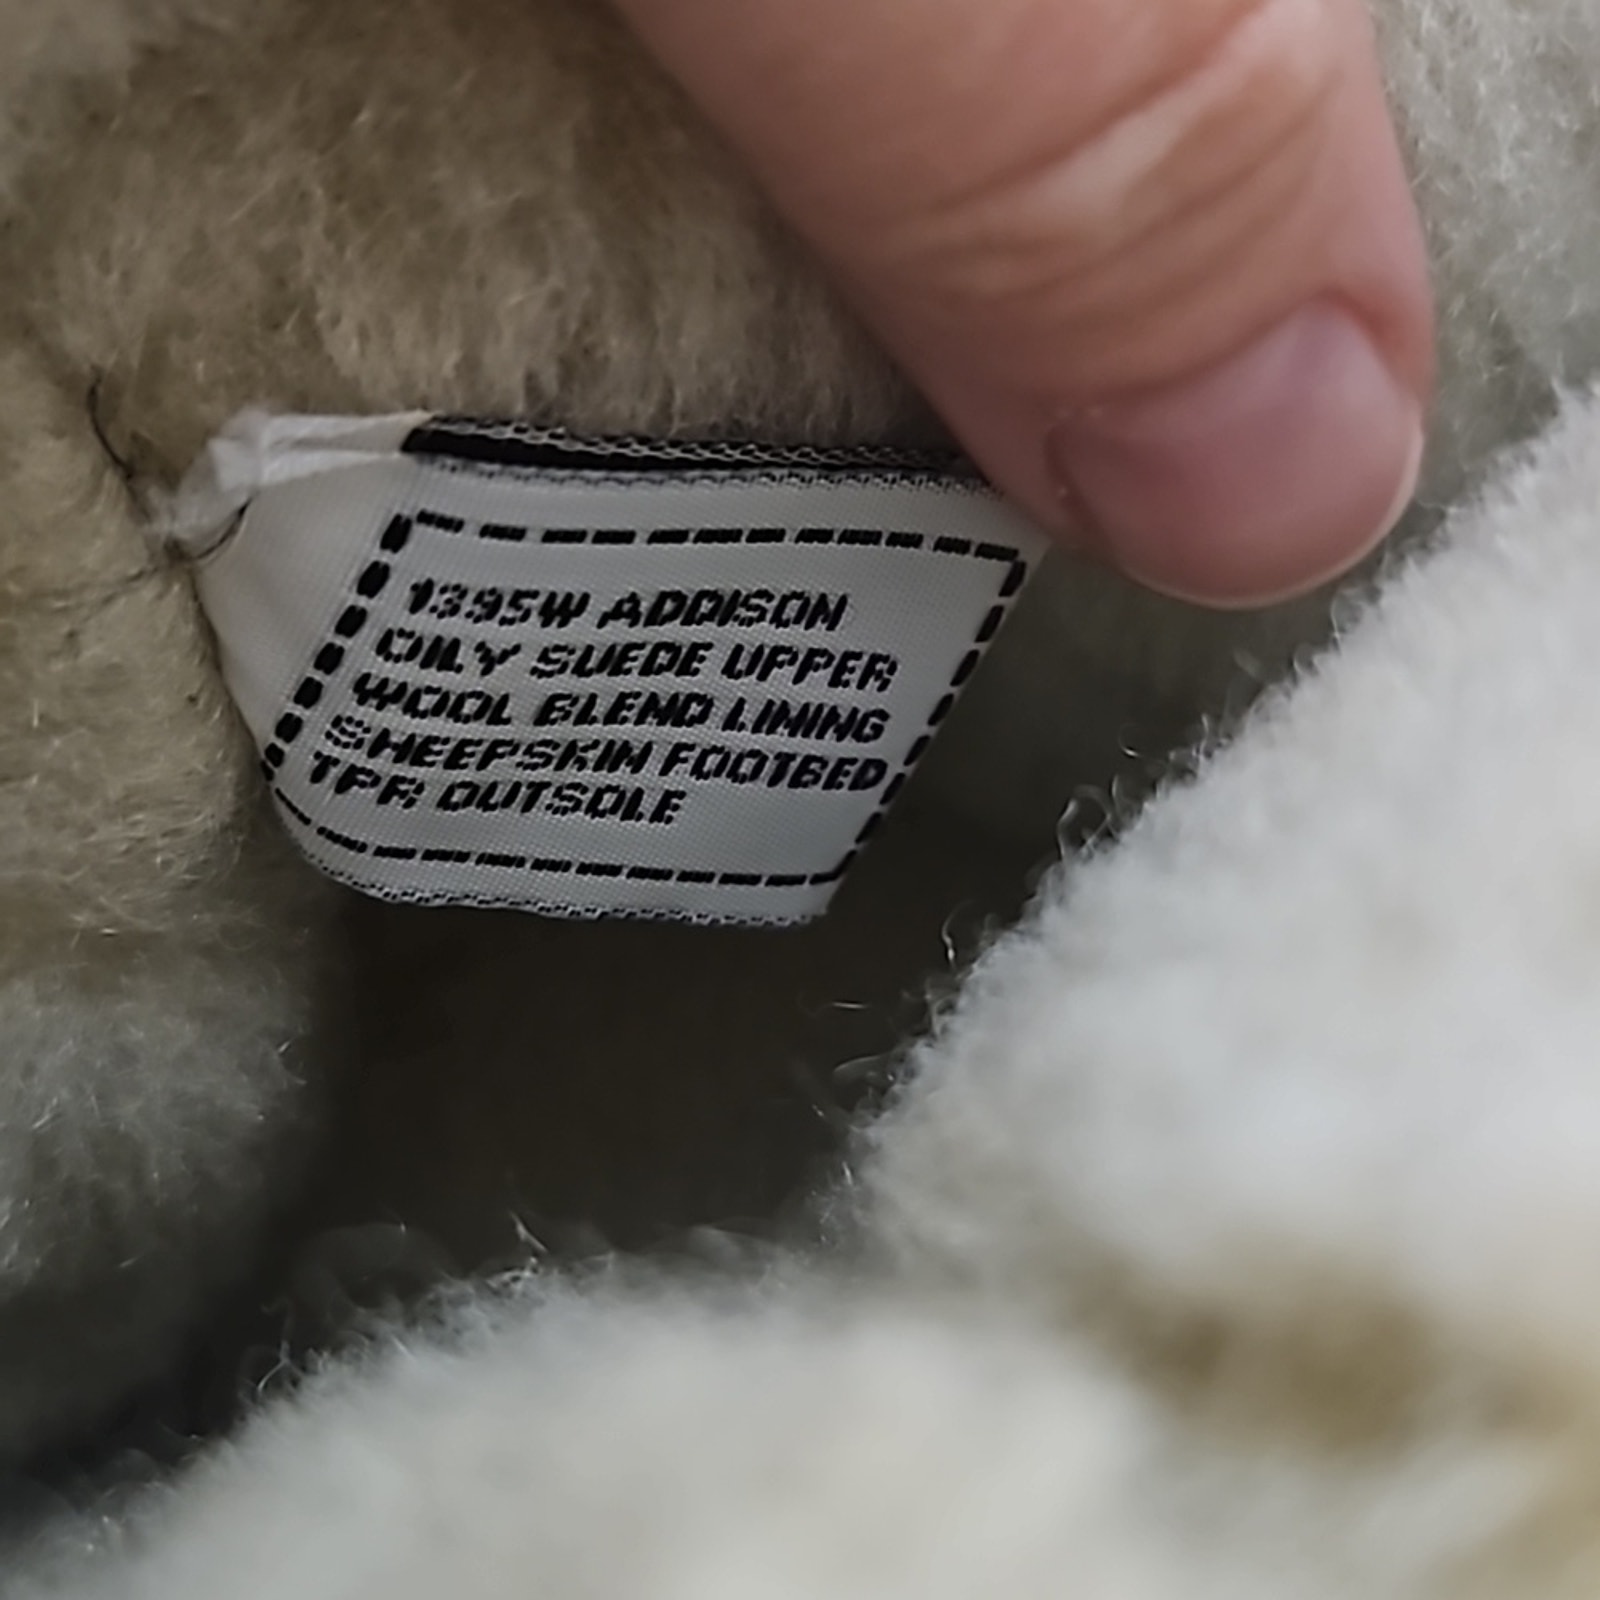 1395W ADDISON
OILY SUEDE UPPER
WOOL BLEND LINING
SHEEPSKIN FOOTBED
TPR OUTSOLE